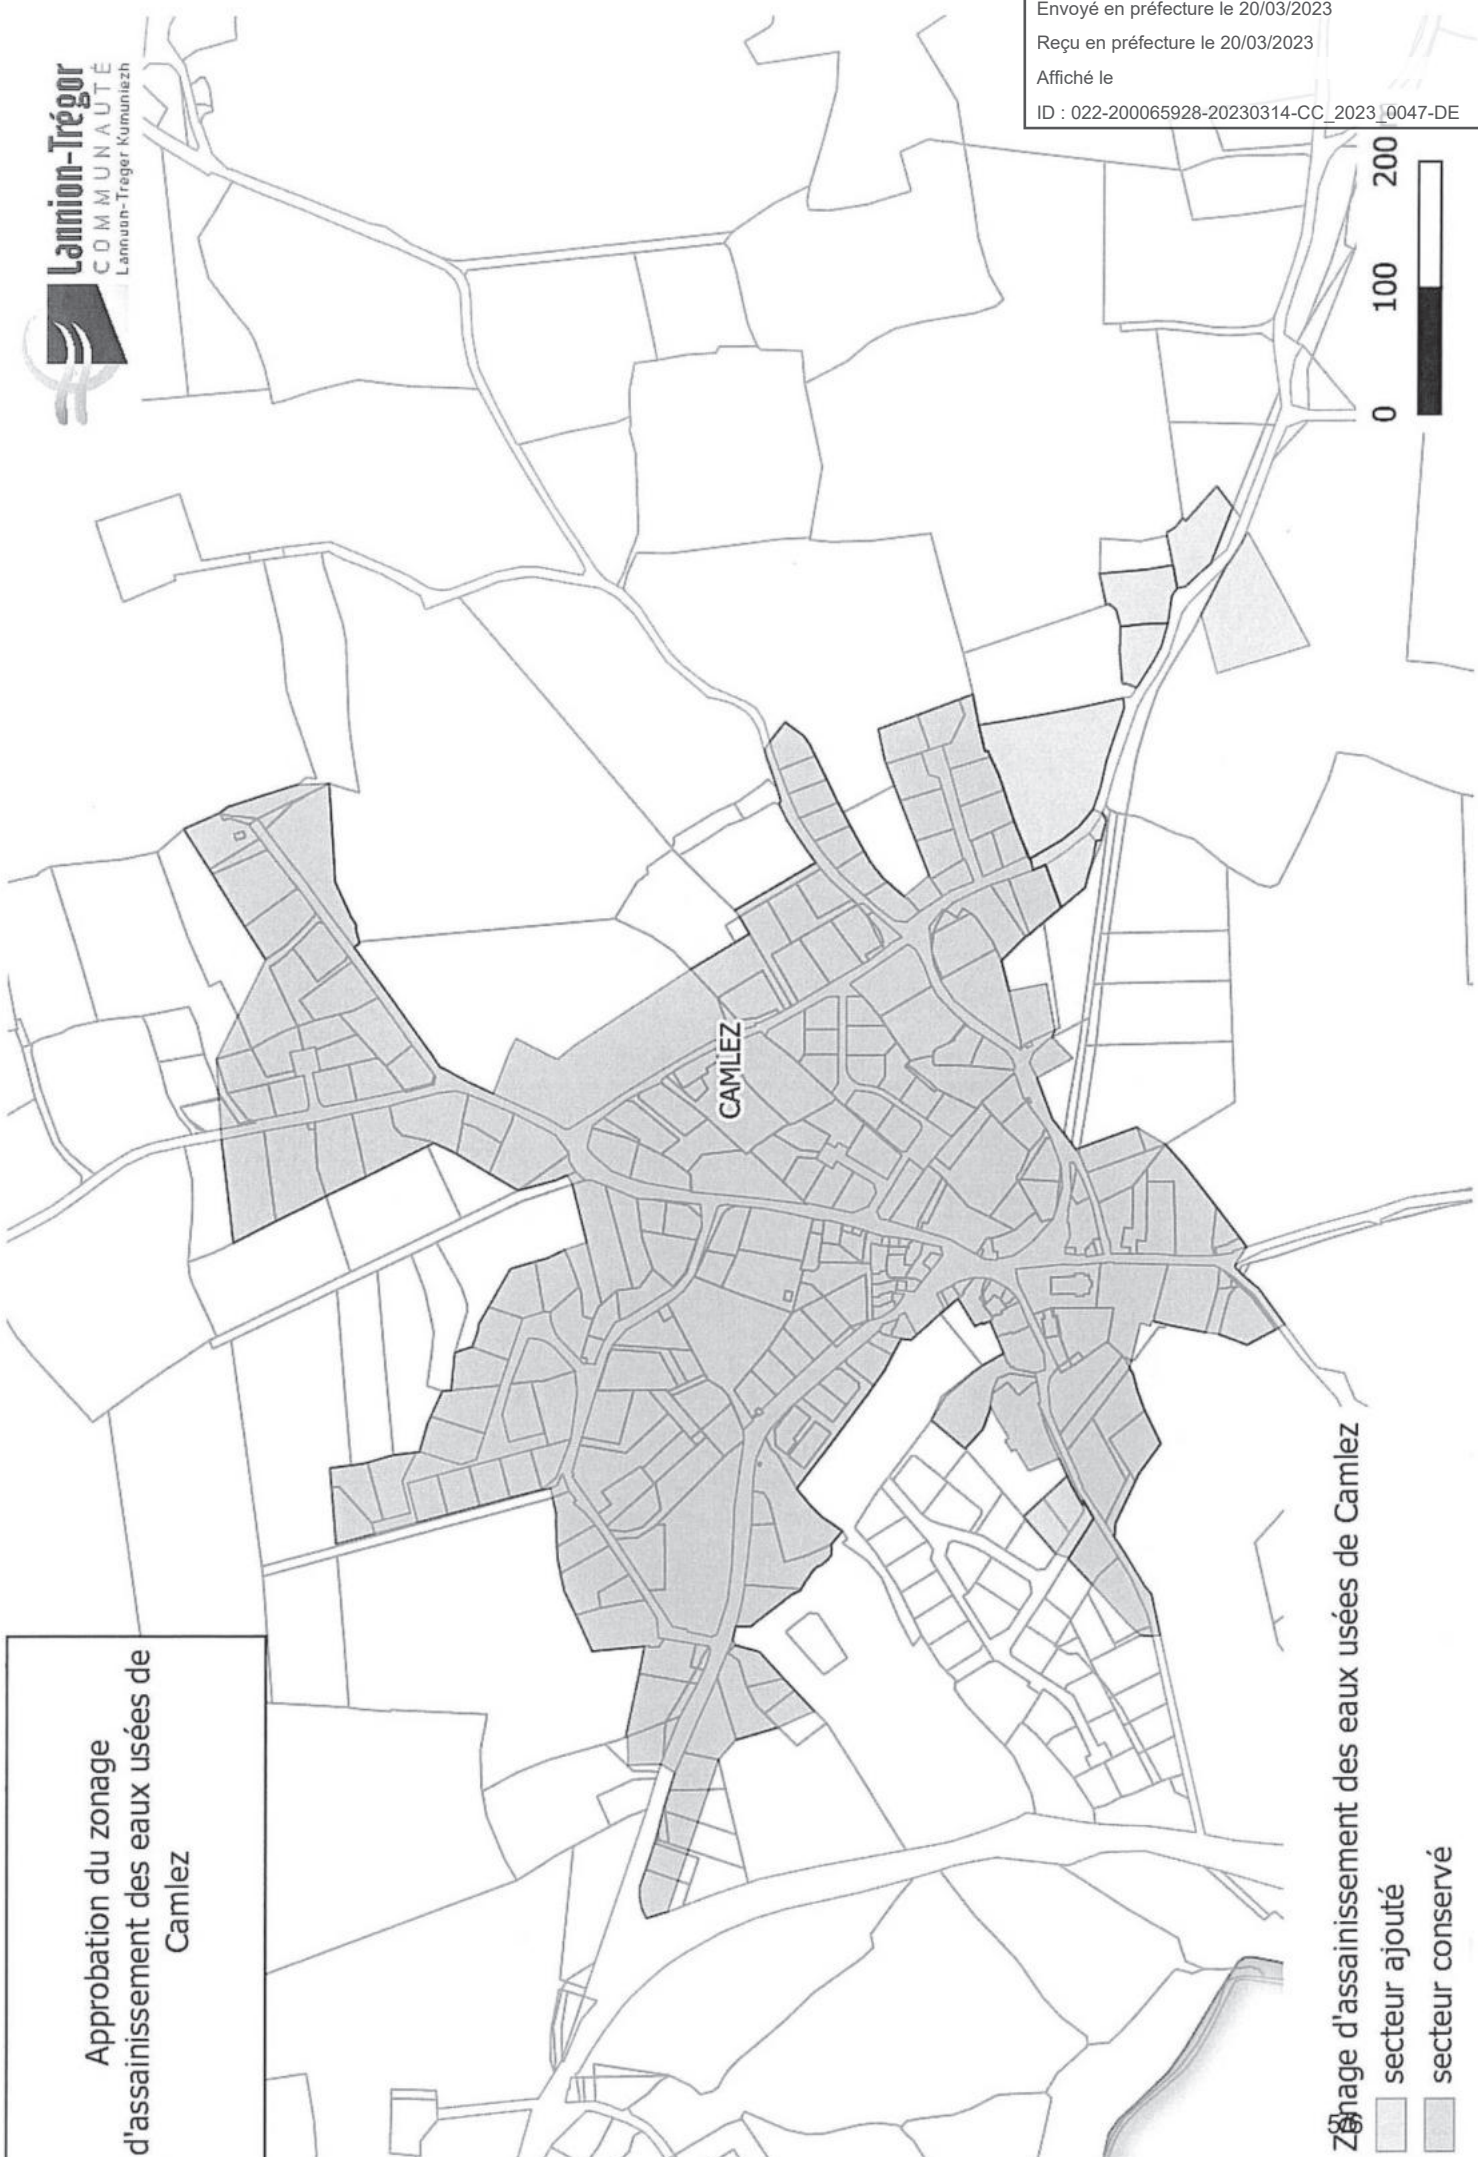 Envoyé en préfecture le 20/03/2023
Reçu en préfecture le 20/03/2023
Affiché le
ID : 022-200065928-20230314-CC_2023_0047-DE
Approbation du zonage
d'assainissement des eaux usées de
Camlez
Lannion-Trégor
COMMUNAUTÉ
Lannuon-Treger Kumuniezh
CAMLEZ
Zonage d'assainissement des eaux usées de Camlez
secteur ajouté
secteur conservé
0 100 200 m